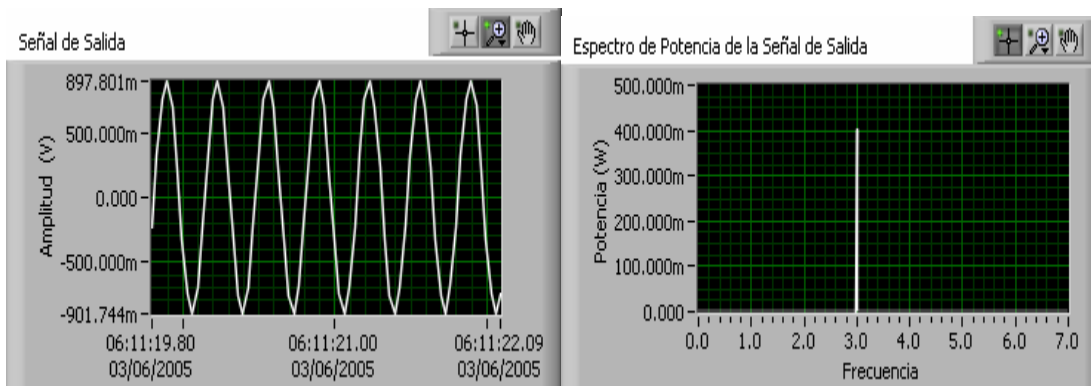 Señal de Salida
897.801m
500.000m
0.000
-500.000m
-901.744m
Amplitud (v)
06:11:19.80
03/06/2005
06:11:21.00
03/06/2005
06:11:22.09
03/06/2005
Espectro de Potencia de la Señal de Salida
500.000m
400.000m
300.000m
200.000m
100.000m
0.000
Potencia (W)
0.0 1.0 2.0 3.0 4.0 5.0 6.0 7.0
Frecuencia